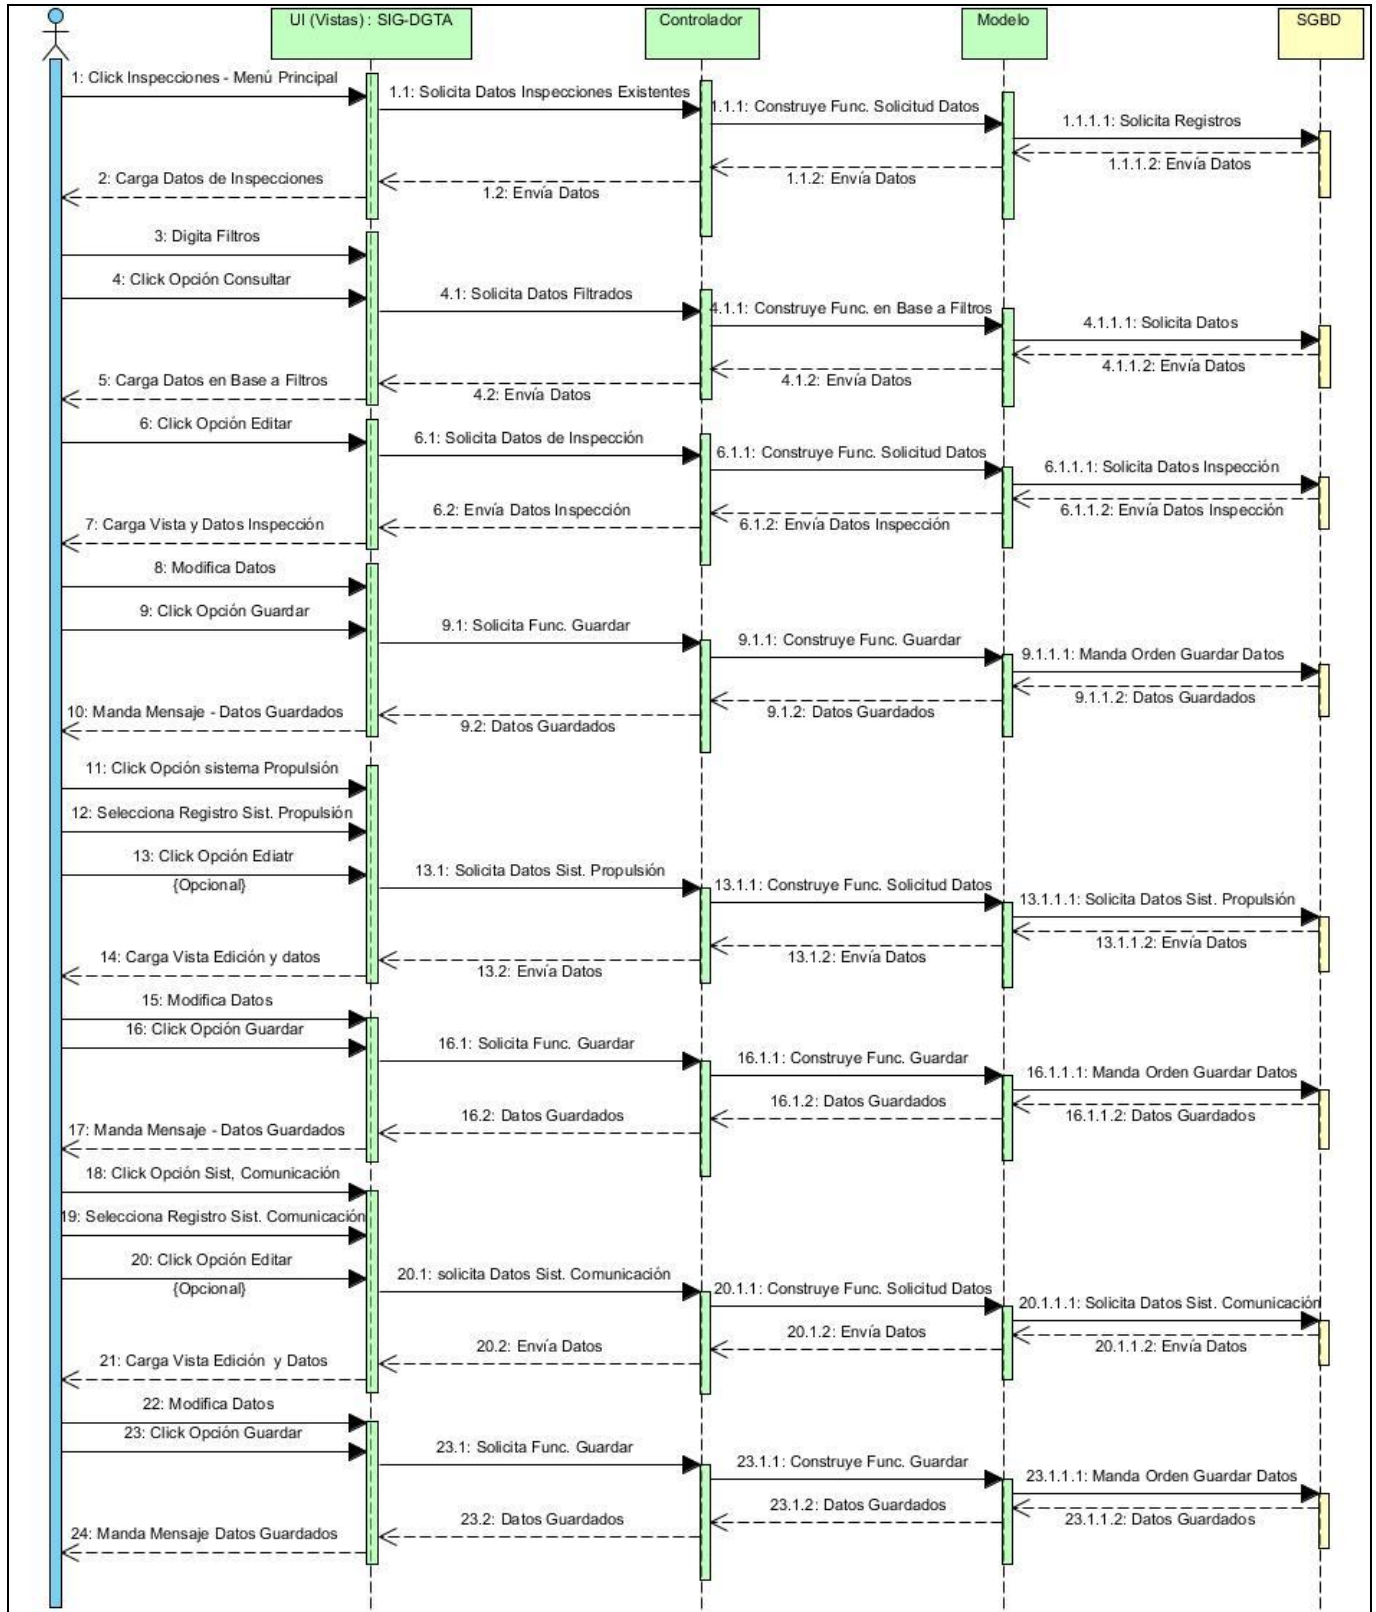 UI (Vistas) : SIG-DGTA
Controlador
Modelo
SGBD
1: Click Inspecciones - Menú Principal
1.1: Solicita Datos Inspecciones Existentes
1.1.1: Construye Func. Solicitud Datos
1.1.1.1: Solicita Registros
1.1.1.2: Envía Datos
1.1.2: Envía Datos
1.2: Envía Datos
2: Carga Datos de Inspecciones
3: Digita Filtros
4: Click Opción Consultar
4.1: Solicita Datos Filtrados
4.1.1: Construye Func. en Base a Filtros
4.1.1.1: Solicita Datos
4.1.1.2: Envía Datos
4.1.2: Envía Datos
4.2: Envía Datos
5: Carga Datos en Base a Filtros
6: Click Opción Editar
6.1: Solicita Datos de Inspección
6.1.1: Construye Func. Solicitud Datos
6.1.1.1: Solicita Datos Inspección
6.1.1.2: Envía Datos Inspección
6.1.2: Envía Datos Inspección
6.2: Envía Datos Inspección
7: Carga Vista y Datos Inspección
8: Modifica Datos
9: Click Opción Guardar
9.1: Solicita Func. Guardar
9.1.1: Construye Func. Guardar
9.1.1.1: Manda Orden Guardar Datos
9.1.1.2: Datos Guardados
9.1.2: Datos Guardados
9.2: Datos Guardados
10: Manda Mensaje - Datos Guardados
11: Click Opción sistema Propulsión
12: Selecciona Registro Sist. Propulsión
13: Click Opción Ediatr
{Opcional}
13.1: Solicita Datos Sist. Propulsión
13.1.1: Construye Func. Solicitud Datos
13.1.1.1: Solicita Datos Sist. Propulsión
13.1.1.2: Envía Datos
13.1.2: Envía Datos
13.2: Envía Datos
14: Carga Vista Edición y datos
15: Modifica Datos
16: Click Opción Guardar
16.1: Solicita Func. Guardar
16.1.1: Construye Func. Guardar
16.1.1.1: Manda Orden Guardar Datos
16.1.1.2: Datos Guardados
16.1.2: Datos Guardados
16.2: Datos Guardados
17: Manda Mensaje - Datos Guardados
18: Click Opción Sist, Comunicación
19: Selecciona Registro Sist. Comunicación
20: Click Opción Editar
{Opcional}
20.1: solicita Datos Sist. Comunicación
20.1.1: Construye Func. Solicitud Datos
20.1.1.1: Solicita Datos Sist. Comunicación
20.1.1.2: Envía Datos
20.1.2: Envía Datos
20.2: Envía Datos
21: Carga Vista Edición y Datos
22: Modifica Datos
23: Click Opción Guardar
23.1: Solicita Func. Guardar
23.1.1: Construye Func. Guardar
23.1.1.1: Manda Orden Guardar Datos
23.1.1.2: Datos Guardados
23.1.2: Datos Guardados
23.2: Datos Guardados
24: Manda Mensaje Datos Guardados